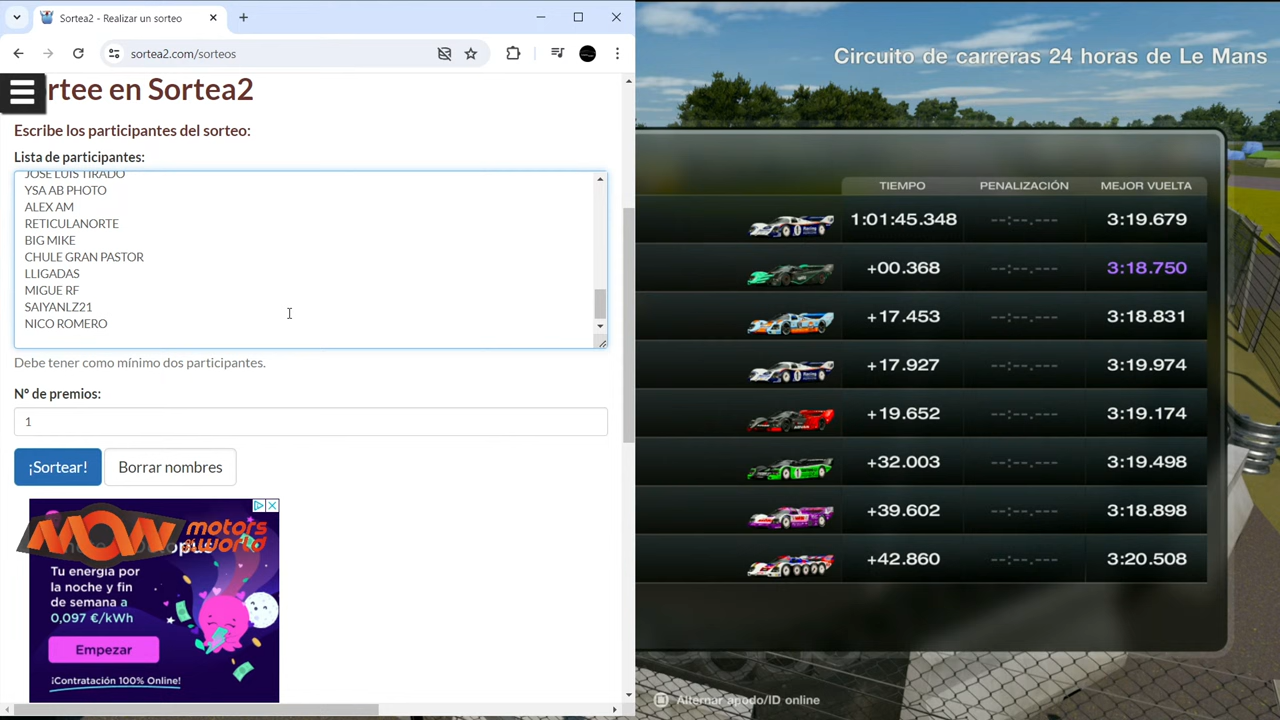 Sortea2 - Realizar un sorteo
sortea2.com/sorteos
rtee en Sortea2
Escribe los participantes del sorteo:
Lista de participantes:
JOSE LUIS TIRADO
YSA AB PHOTO
ALEX AM
RETICULANORTE
BIG MIKE
CHULE GRAN PASTOR
LLIGADAS
MIGUE RF
SAIYANLZ21
NICO ROMERO
Debe tener como mínimo dos participantes.
Nº de premios:
1
¡Sortear!
Borrar nombres
MOW motors world
Tu energía por
la noche y fin
de semana a
0,097 €/kWh
Empezar
¡Contratación 100% Online!
Circuito de carreras 24 horas de Le Mans
TIEMPO PENALIZACIÓN MEJOR VUELTA
1:01:45.348 --:--.--- 3:19.679
+00.368 --:--.--- 3:18.750
+17.453 --:--.--- 3:18.831
+17.927 --:--.--- 3:19.974
+19.652 --:--.--- 3:19.174
+32.003 --:--.--- 3:19.498
+39.602 --:--.--- 3:18.898
+42.860 --:--.--- 3:20.508
Alternar apodo/ID online